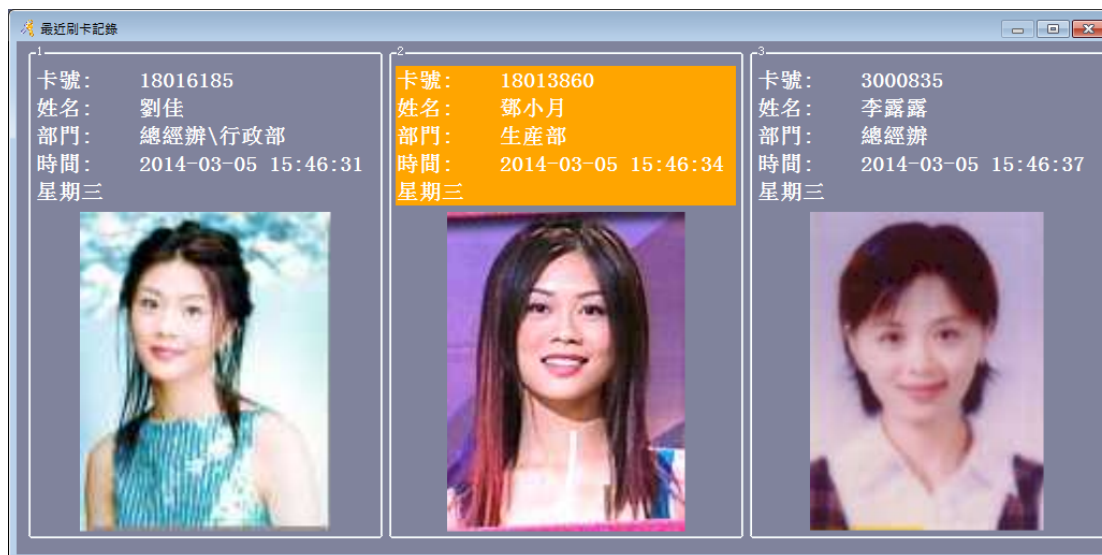 最近刷卡記錄
1
卡號: 18016185
姓名: 劉佳
部門: 總經辦\行政部
時間: 2014-03-05 15:46:31
星期三
2
卡號: 18013860
姓名: 鄧小月
部門: 生産部
時間: 2014-03-05 15:46:34
星期三
3
卡號: 3000835
姓名: 李露露
部門: 總經辦
時間: 2014-03-05 15:46:37
星期三